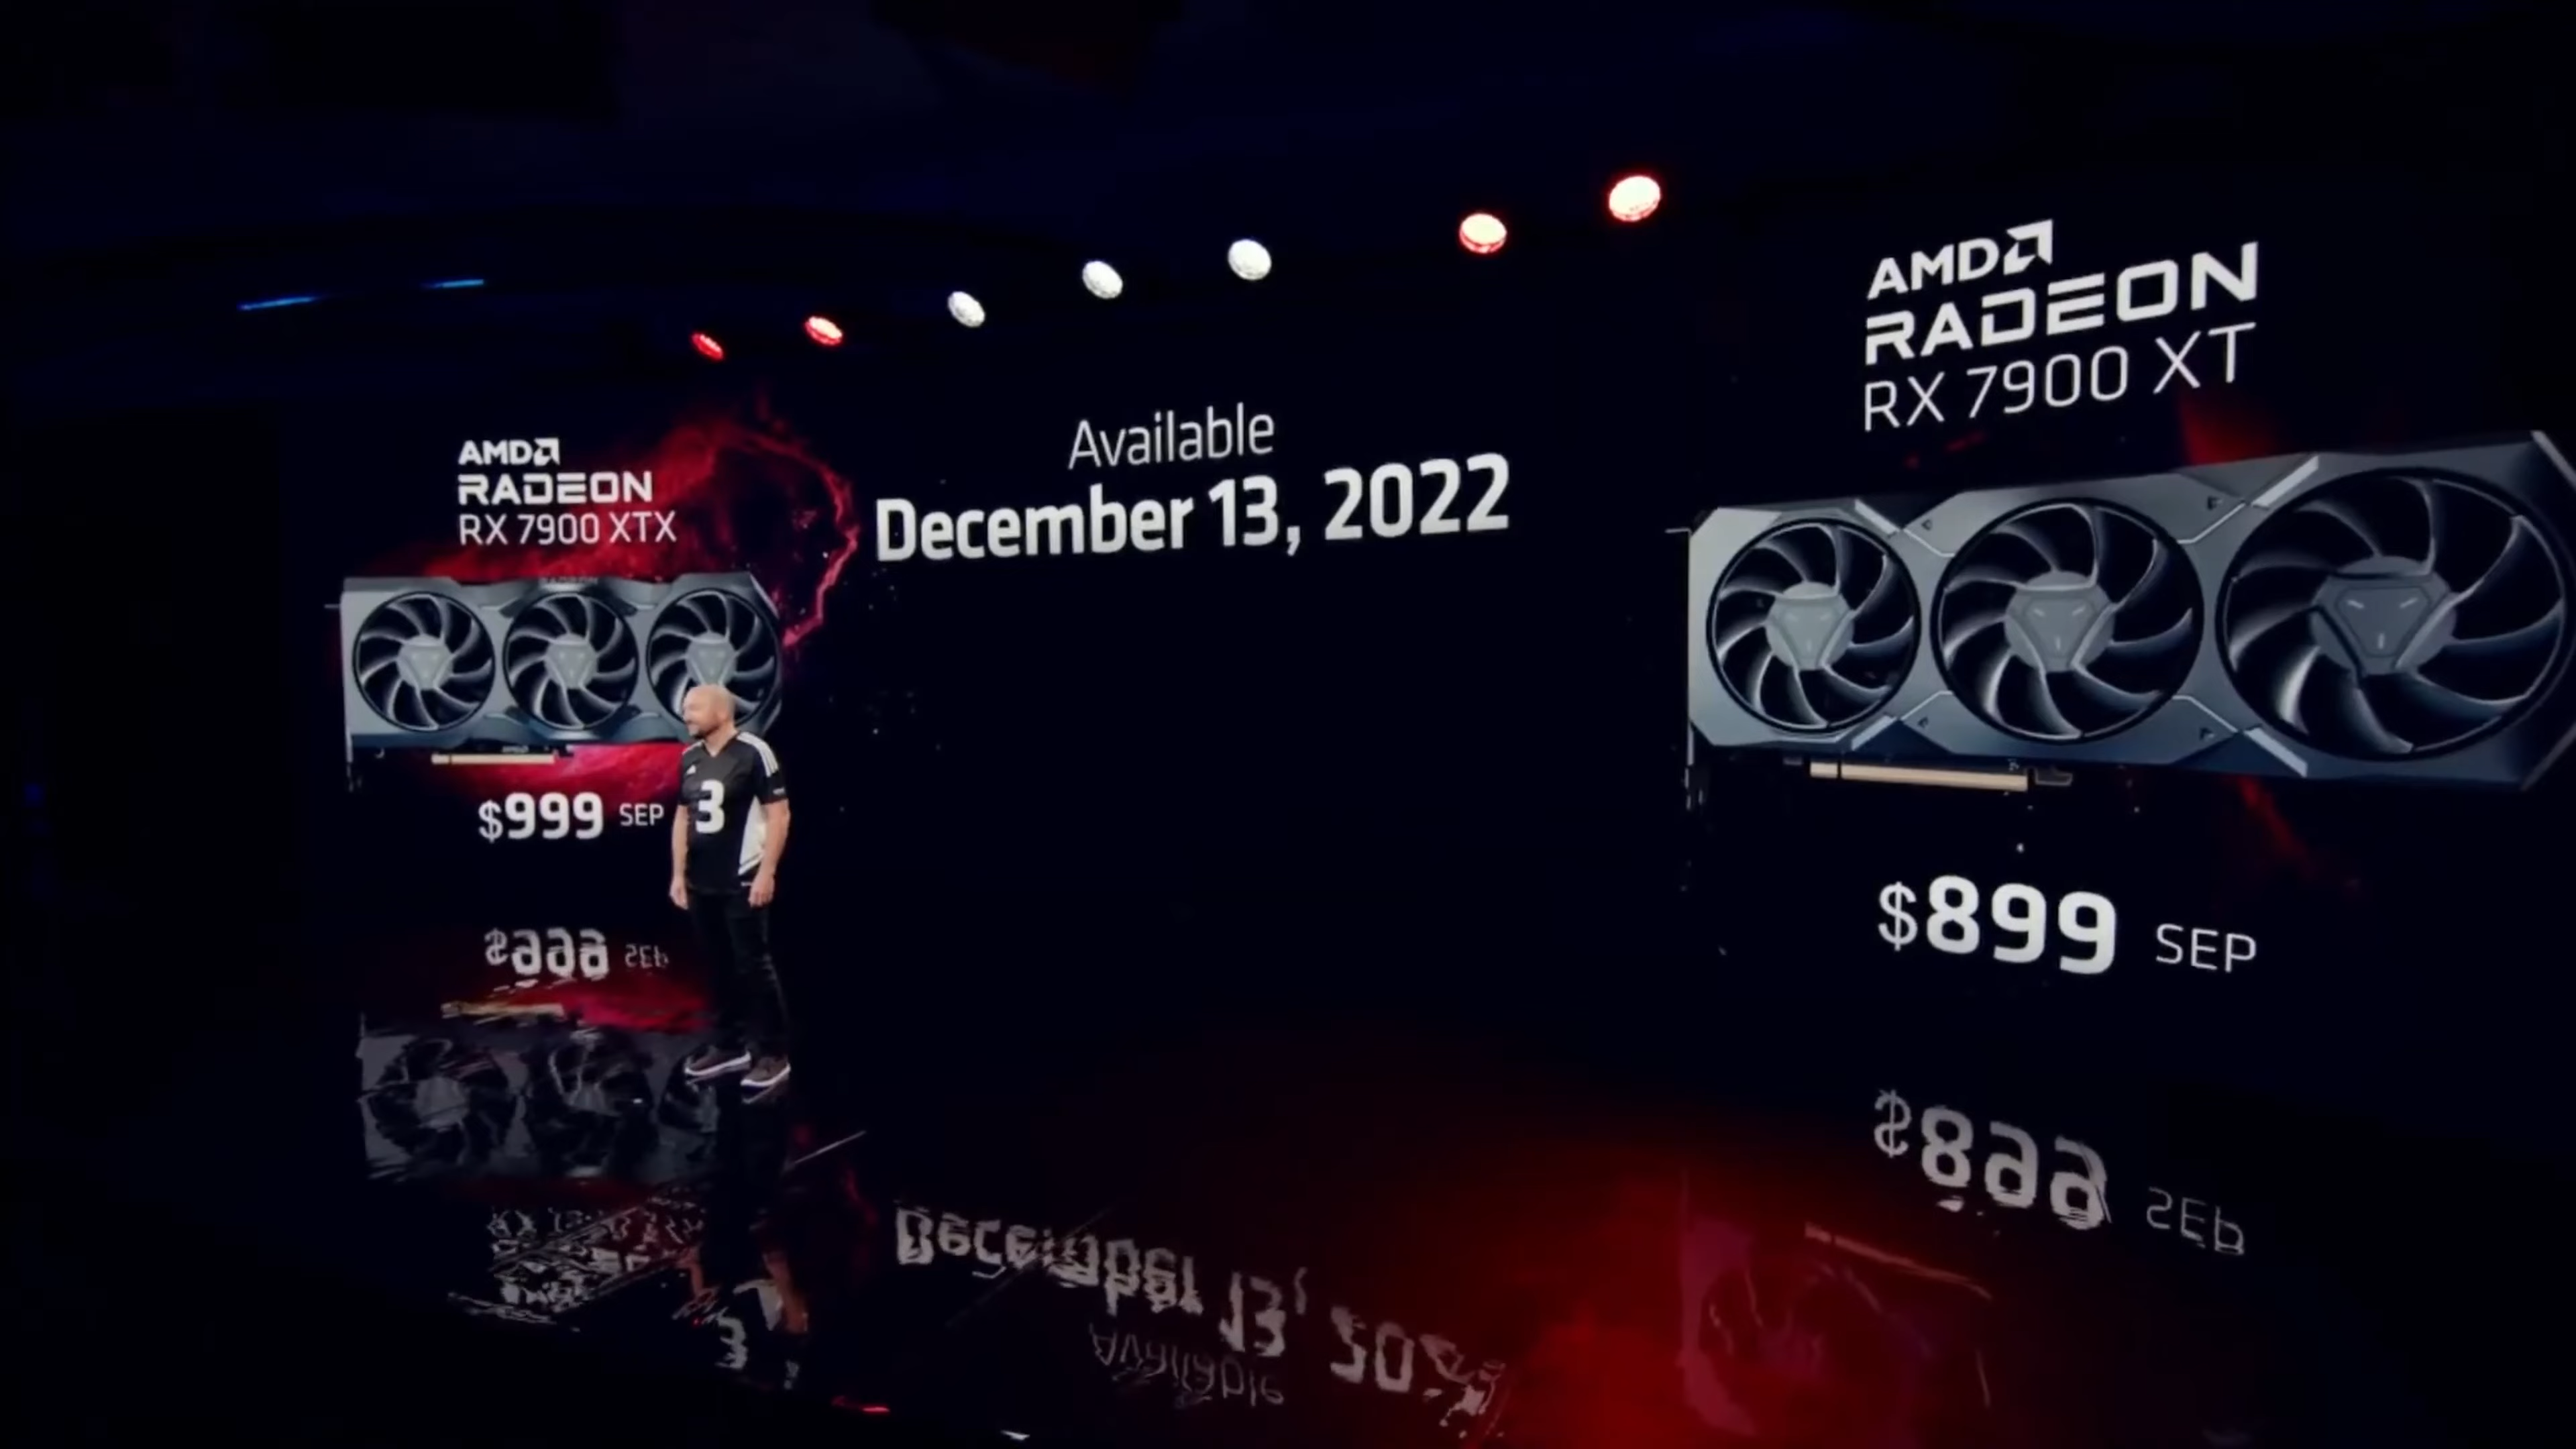 AMD
RADEON
RX 7900 XTX
$999 SEP
3
Available
December 13, 2022
AMD
RADEON
RX 7900 XT
$899 SEP